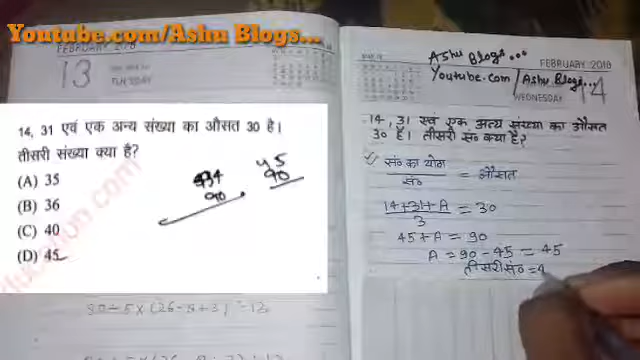 Youtube.com/Ashu Blogs...
FEBRUARY 2018
13
TUESDAY
14, 31 एवं एक अन्य संख्या का औसत 30 है।
तीसरी संख्या क्या है?
(A) 35
(B) 36
(C) 40
(D) 45
45
90
90
Ashu Blogs...
Youtube.com/Ashu Blogs...
FEBRUARY 2018
WEDNESDAY
14
14, 31 एवं एक अन्य संख्या का औसत
30 है। तीसरी सं० क्या है?
सं० का योग / सं० = औसत
14+31+A / 3 = 30
45+A = 90
A = 90 - 45 = 45
तीसरी सं० = 4